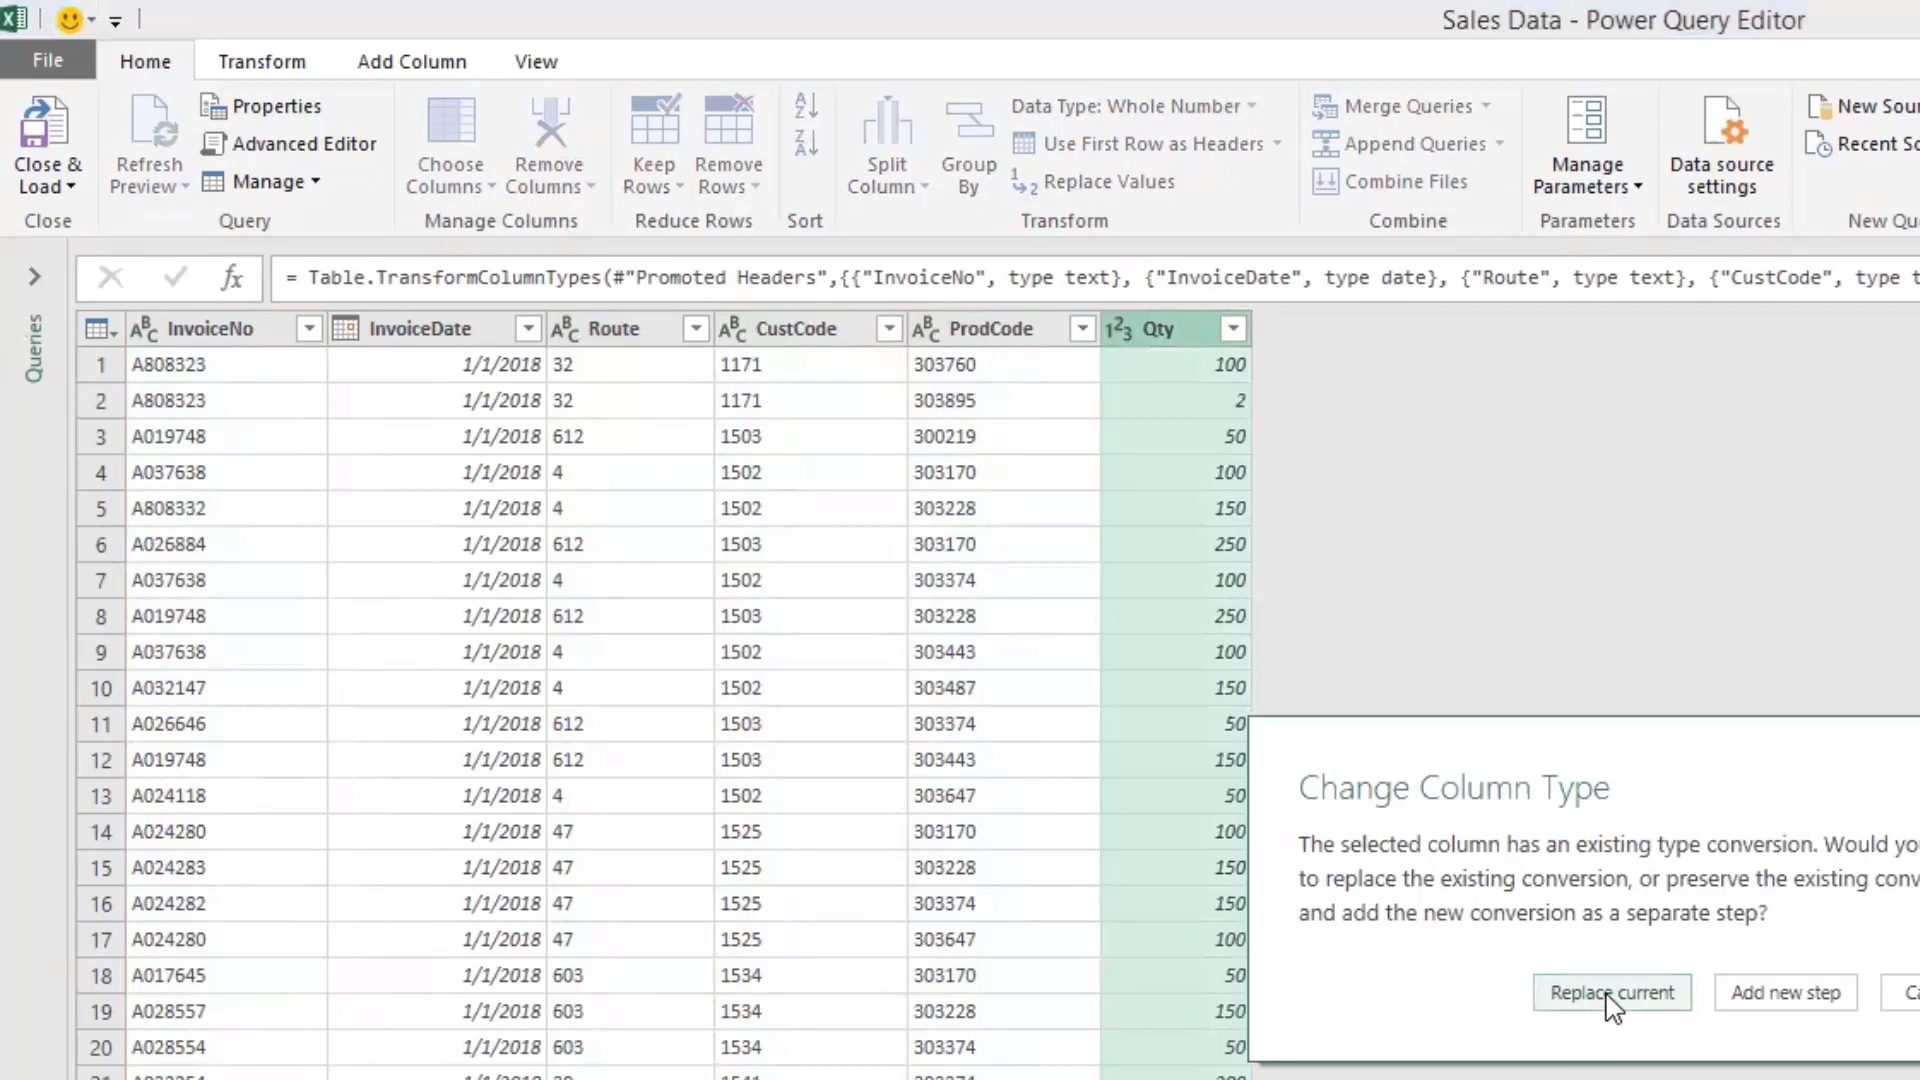 Sales Data - Power Query Editor
File Home Transform Add Column View
Close & Load
Refresh Preview
Properties
Advanced Editor
Manage
Choose Columns
Remove Columns
Keep Rows
Remove Rows
Split Column
Group By
Data Type: Whole Number
Use First Row as Headers
Replace Values
Merge Queries
Append Queries
Combine Files
Manage Parameters
Data source settings
New Sour
Recent So
Close Query Manage Columns Reduce Rows Sort Transform Combine Parameters Data Sources New Qu
fx = Table.TransformColumnTypes(#"Promoted Headers",{{"InvoiceNo", type text}, {"InvoiceDate", type date}, {"Route", type text}, {"CustCode", type t
Queries
ABC InvoiceNo InvoiceDate ABC Route ABC CustCode ABC ProdCode 123 Qty
1 A808323 1/1/2018 32 1171 303760 100
2 A808323 1/1/2018 32 1171 303895 2
3 A019748 1/1/2018 612 1503 300219 50
4 A037638 1/1/2018 4 1502 303170 100
5 A808332 1/1/2018 4 1502 303228 150
6 A026884 1/1/2018 612 1503 303170 250
7 A037638 1/1/2018 4 1502 303374 100
8 A019748 1/1/2018 612 1503 303228 250
9 A037638 1/1/2018 4 1502 303443 100
10 A032147 1/1/2018 4 1502 303487 150
11 A026646 1/1/2018 612 1503 303374 50
12 A019748 1/1/2018 612 1503 303443 150
13 A024118 1/1/2018 4 1502 303647 50
14 A024280 1/1/2018 47 1525 303170 100
15 A024283 1/1/2018 47 1525 303228 150
16 A024282 1/1/2018 47 1525 303374 150
17 A024280 1/1/2018 47 1525 303647 100
18 A017645 1/1/2018 603 1534 303170 50
19 A028557 1/1/2018 603 1534 303228 150
20 A028554 1/1/2018 603 1534 303374 50
Change Column Type
The selected column has an existing type conversion. Would yo
to replace the existing conversion, or preserve the existing conv
and add the new conversion as a separate step?
Replace current Add new step Ca